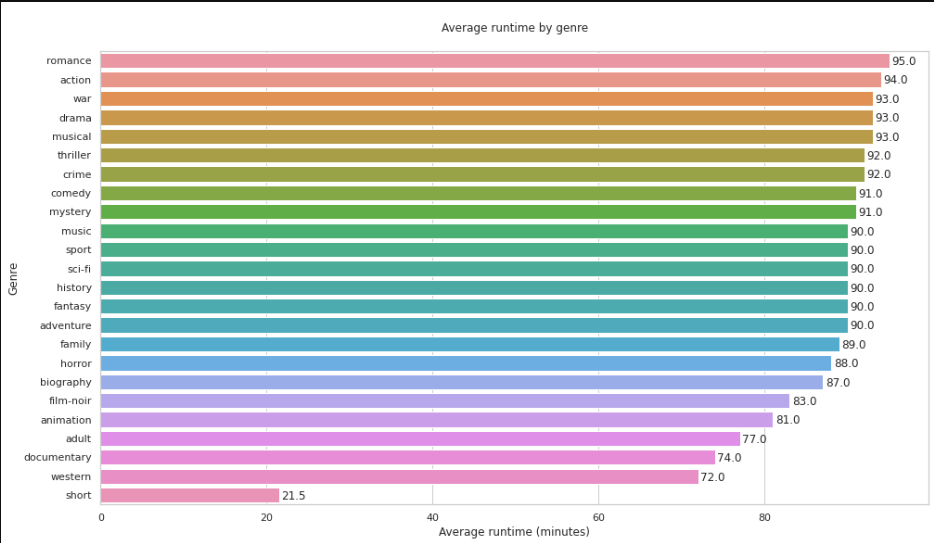 Average runtime by genre
romance 95.0
action 94.0
war 93.0
drama 93.0
musical 93.0
thriller 92.0
crime 92.0
comedy 91.0
mystery 91.0
music 90.0
sport 90.0
sci-fi 90.0
history 90.0
fantasy 90.0
adventure 90.0
family 89.0
horror 88.0
biography 87.0
film-noir 83.0
animation 81.0
adult 77.0
documentary 74.0
western 72.0
short 21.5
Genre
0 20 40 60 80
Average runtime (minutes)